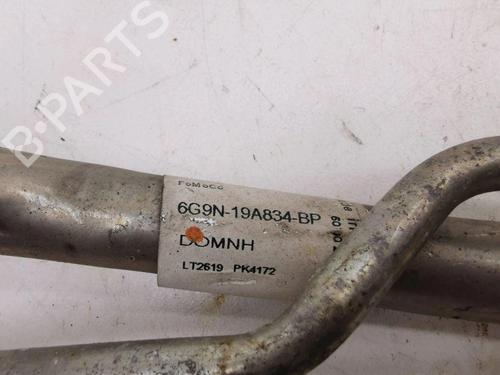 B-PARTS
FoMoCo
6G9N-19A834-BP
DOMNH
LT2619 PK4172